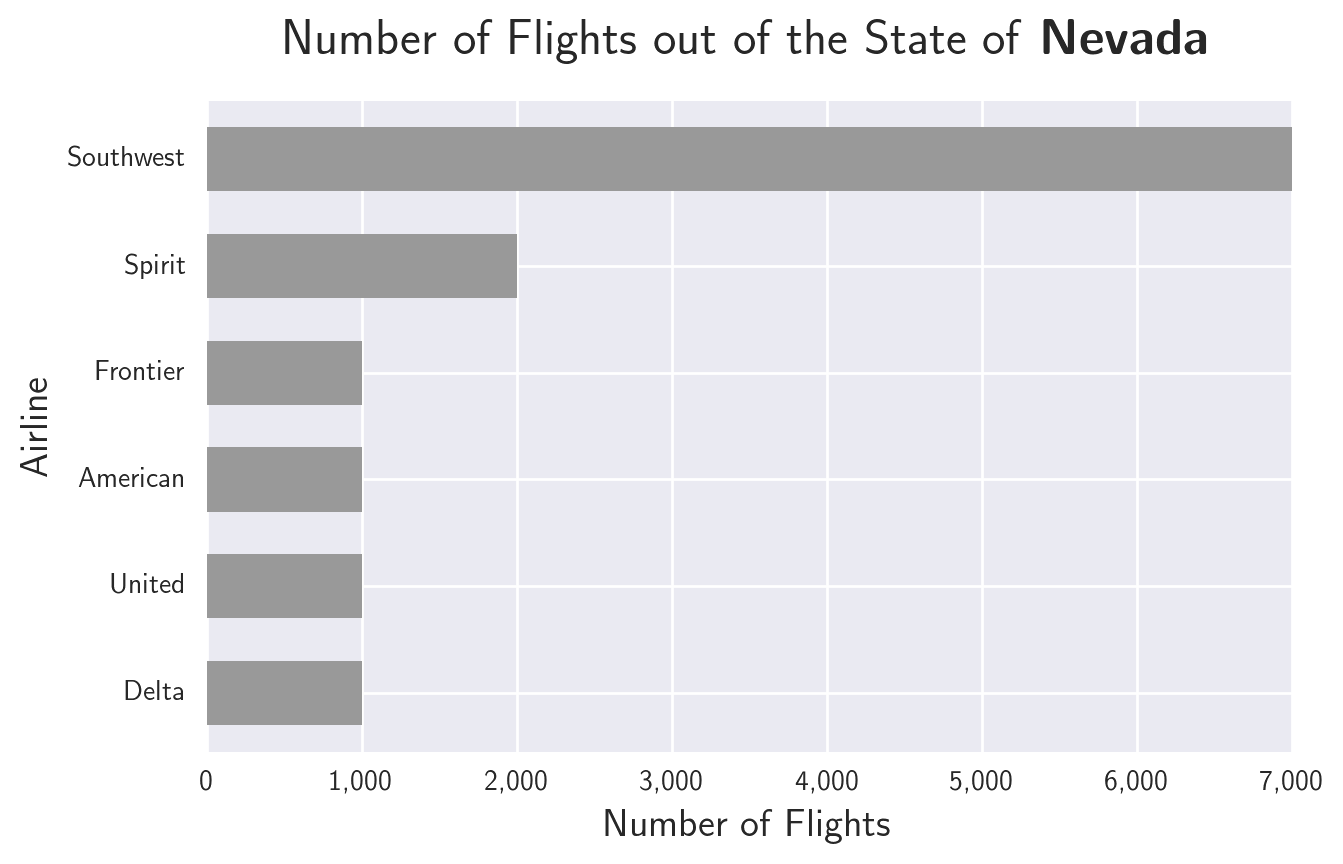 Number of Flights out of the State of Nevada
Southwest
Spirit
Frontier
American
United
Delta
Airline
0 1,000 2,000 3,000 4,000 5,000 6,000 7,000
Number of Flights